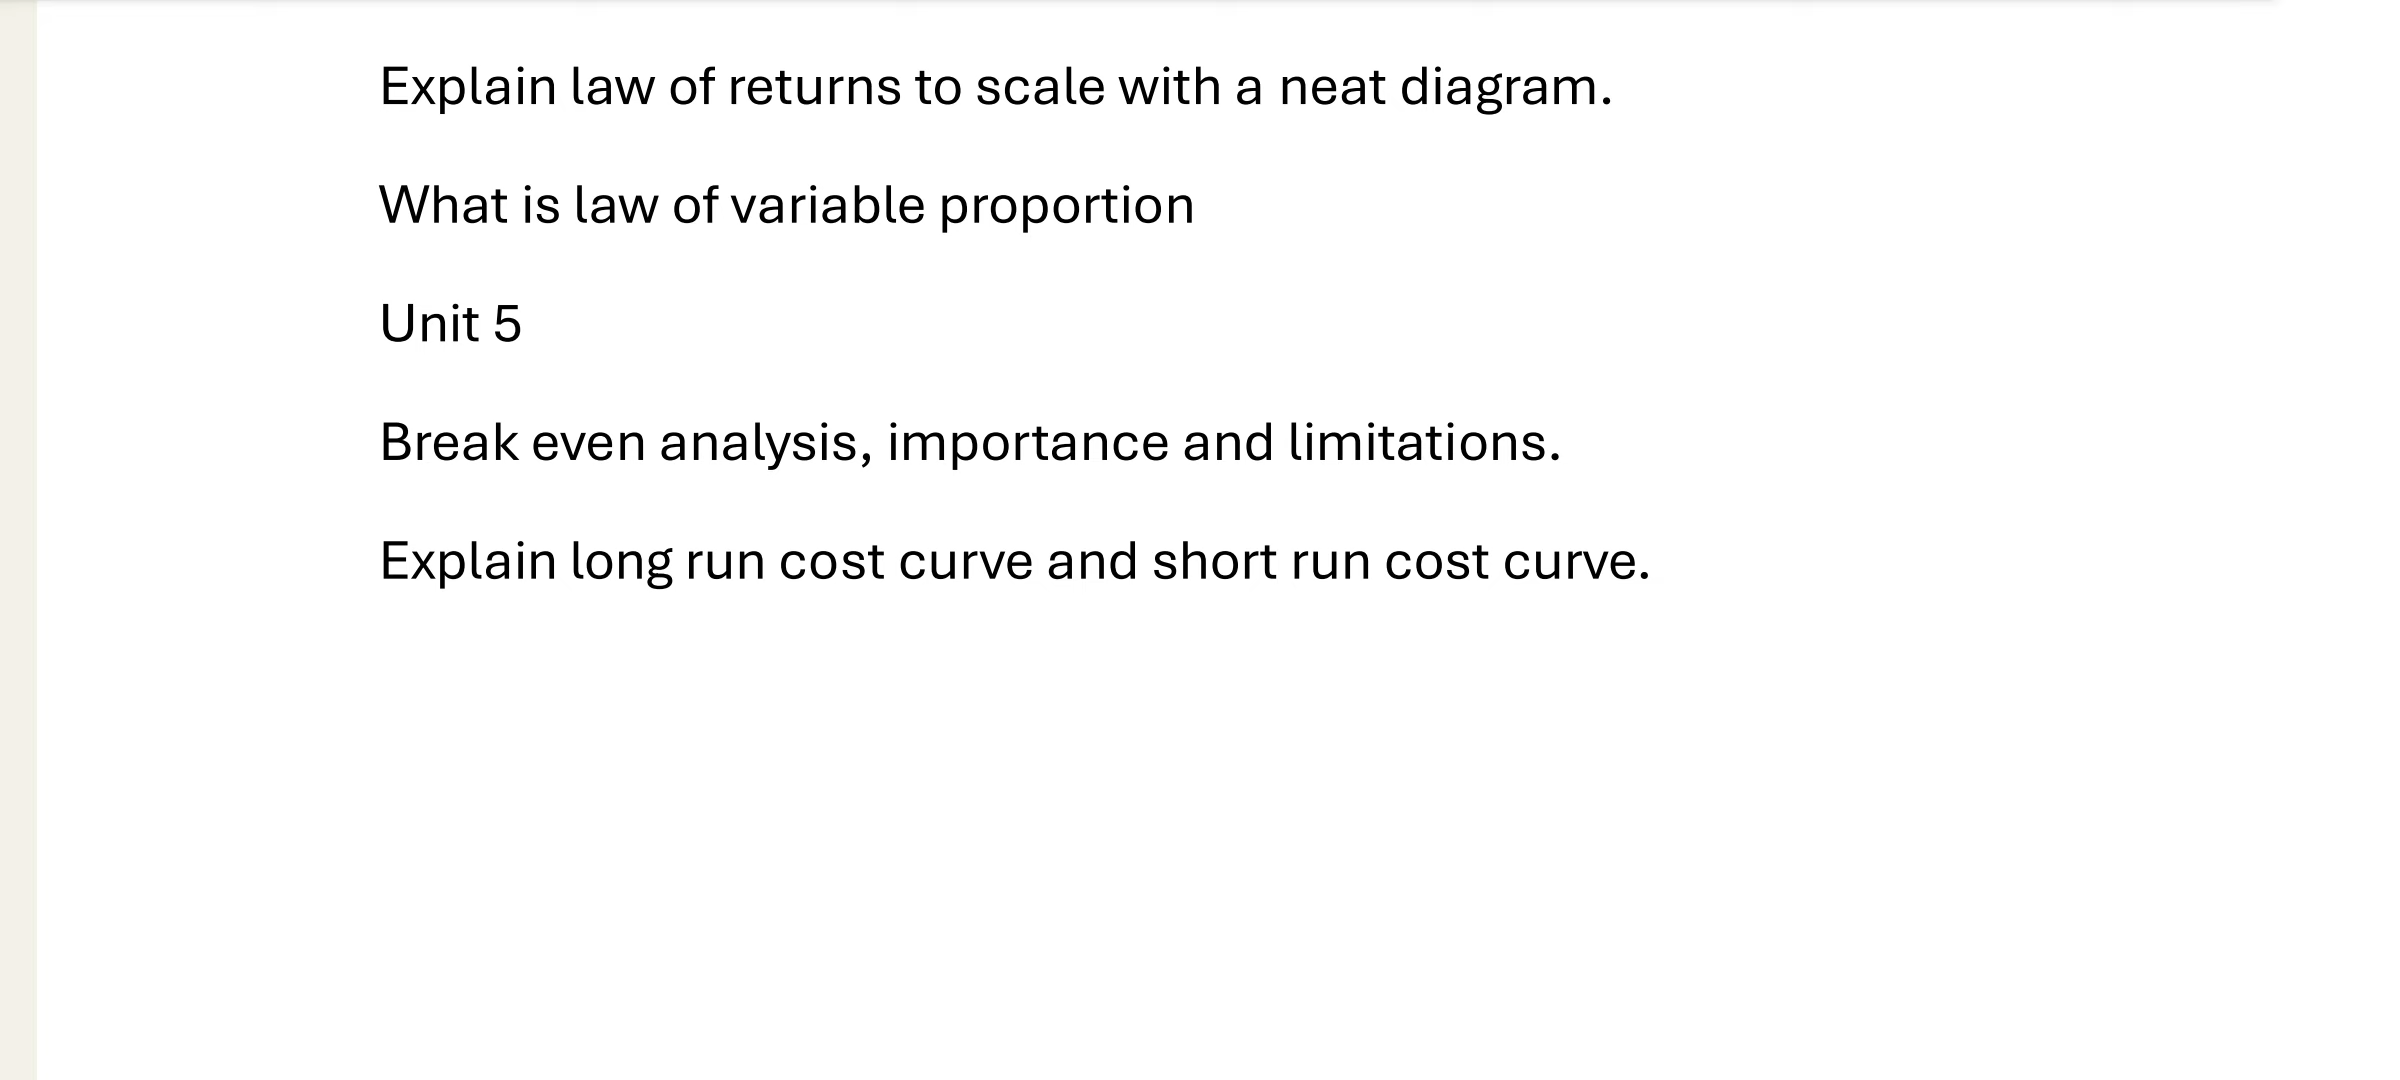 Explain law of returns to scale with a neat diagram.
What is law of variable proportion
Unit 5
Break even analysis, importance and limitations.
Explain long run cost curve and short run cost curve.